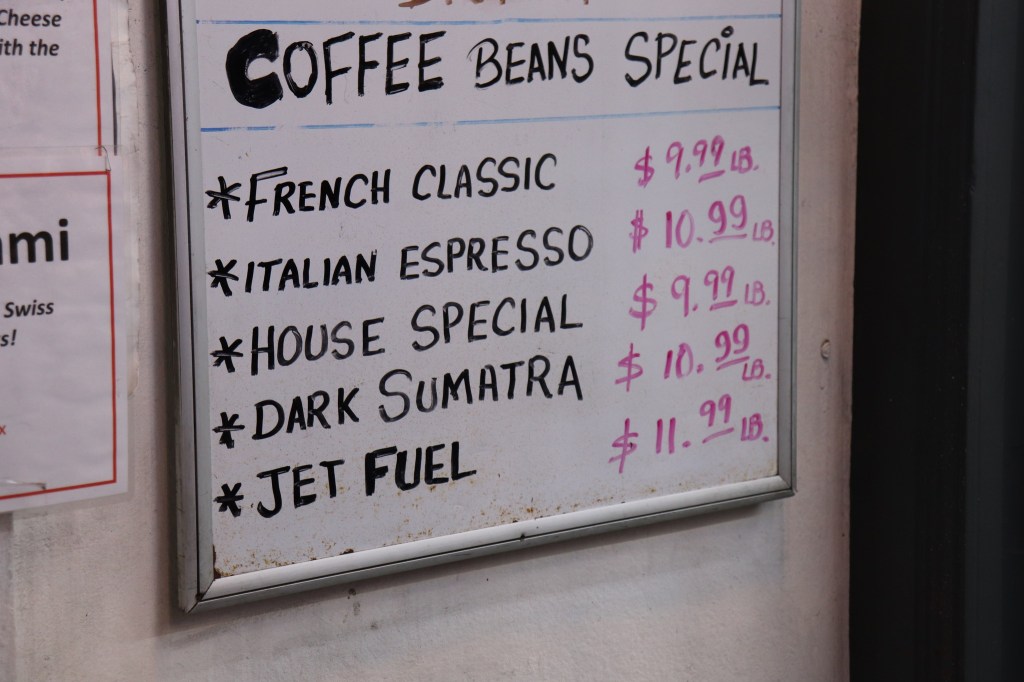 Cheese
ith the
mi
Swiss
s!
x
COFFEE BEANS SPECIAL
*FRENCH CLASSIC $9.99 LB.
*ITALIAN ESPRESSO $10.99 LB.
*HOUSE SPECIAL $9.99 LB.
*DARK SUMATRA $10.99 LB.
*JET FUEL $11.99 LB.